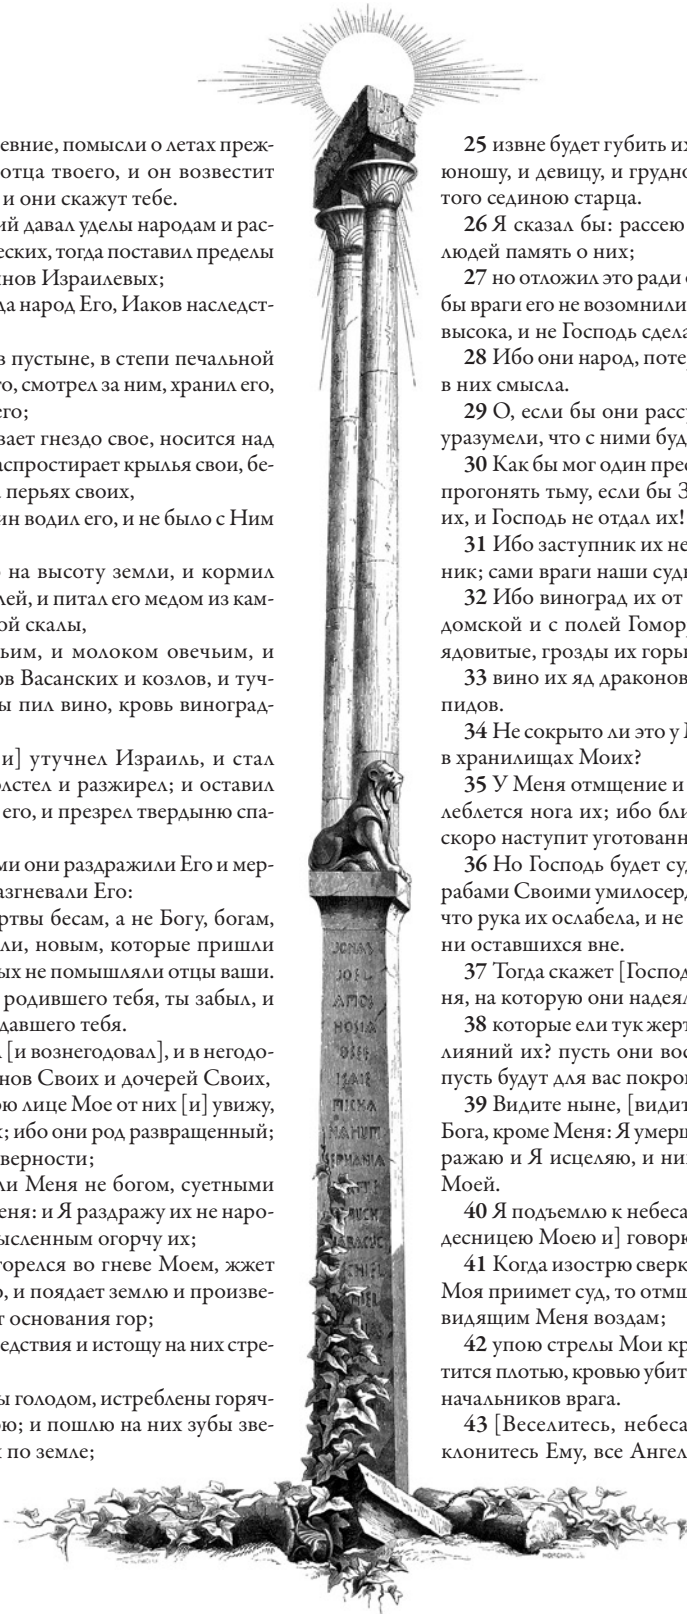 евние, помысли о летах преж-
отца твоего, и он возвестит
и они скажут тебе.
ий давал уделы народам и рас-
еских, тогда поставил пределы
нов Израилевых;
да народ Его, Иаков наследст-
в пустыне, в степи печальной
го, смотрел за ним, хранил его,
его;
вает гнездо свое, носится над
аспростирает крылья свои, бе-
перьях своих,
ин водил его, и не было с Ним
на высоту земли, и кормил
лей, и питал его медом из кам-
ой скалы,
ьим, и молоком овечьим, и
ов Васанских и козлов, и туч-
ы пил вино, кровь виноград-
и] утучнел Израиль, и стал
олстел и разжирел; и оставил
его, и презрел твердыню спа-
ми они раздражили Его и мер-
азгневали Его:
ртвы бесам, а не Богу, богам,
ли, новым, которые пришли
ых не помышляли отцы ваши.
родившего тебя, ты забыл, и
давшего тебя.
[и вознегодовал], и в негодо-
нов Своих и дочерей Своих,
ою лице Мое от них [и] увижу,
х; ибо они род развращенный;
верности;
ли Меня не богом, суетными
еня: и Я раздражу их не наро-
ысленным огорчу их;
горелся во гневе Моем, жжет
о, и поядает землю и произве-
т основания гор;
едствия и истощу на них стре-
ы голодом, истреблены горяч-
ю; и пошлю на них зубы зве-
по земле;
JONAS
JOEL
AMOS
HOSIA
OSEE
ISAIE
MICHA
NAHUM
25 извне будет губить их
юношу, и девицу, и грудно
того сединою старца.
26 Я сказал бы: рассею
людей память о них;
27 но отложил это ради
бы враги его не возомнили
высока, и не Господь сдела
28 Ибо они народ, поте
в них смысла.
29 О, если бы они расс
уразумели, что с ними буд
30 Как бы мог один прес
прогонять тьму, если бы З
их, и Господь не отдал их!
31 Ибо заступник их не
ник; сами враги наши судь
32 Ибо виноград их от
домской и с полей Гомор
ядовитые, грозды их горь
33 вино их яд драконов
пидов.
34 Не сокрыто ли это у М
в хранилищах Моих?
35 У Меня отмщение и
леблется нога их; ибо бли
скоро наступит уготованн
36 Но Господь будет су
рабами Своими умилосерд
что рука их ослабела, и не
ни оставшихся вне.
37 Тогда скажет [Господ
ня, на которую они надеял
38 которые ели тук жерт
лияний их? пусть они вос
пусть будут для вас покро
39 Видите ныне, [видит
Бога, кроме Меня: Я умерщ
ражаю и Я исцеляю, и ни
Моей.
40 Я подъемлю к небеса
десницею Моею и] говорю
41 Когда изострю сверк
Моя приимет суд, то отмщ
видящим Меня воздам;
42 упою стрелы Мои кр
тится плотью, кровью убит
начальников врага.
43 [Веселитесь, небеса
клонитесь Ему, все Ангел